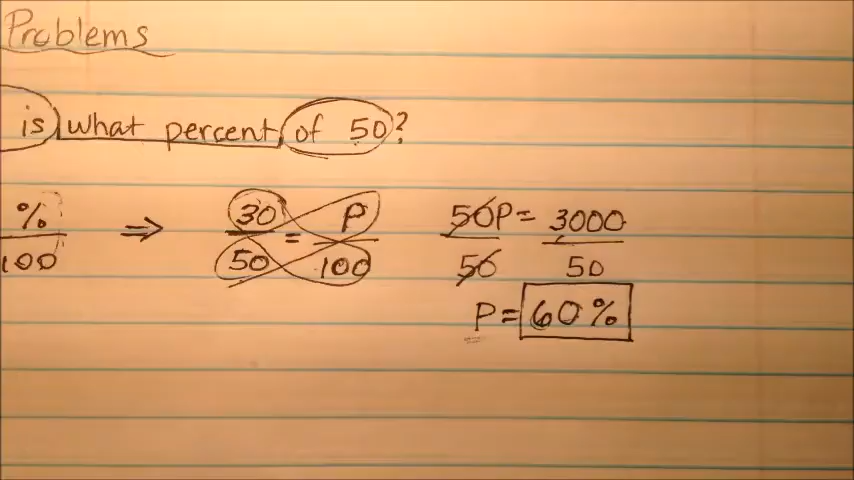 Problems
is what percent of 50?
% ⇒ 30 = P 50P = 3000
100 50 100 50 50
P = 60%